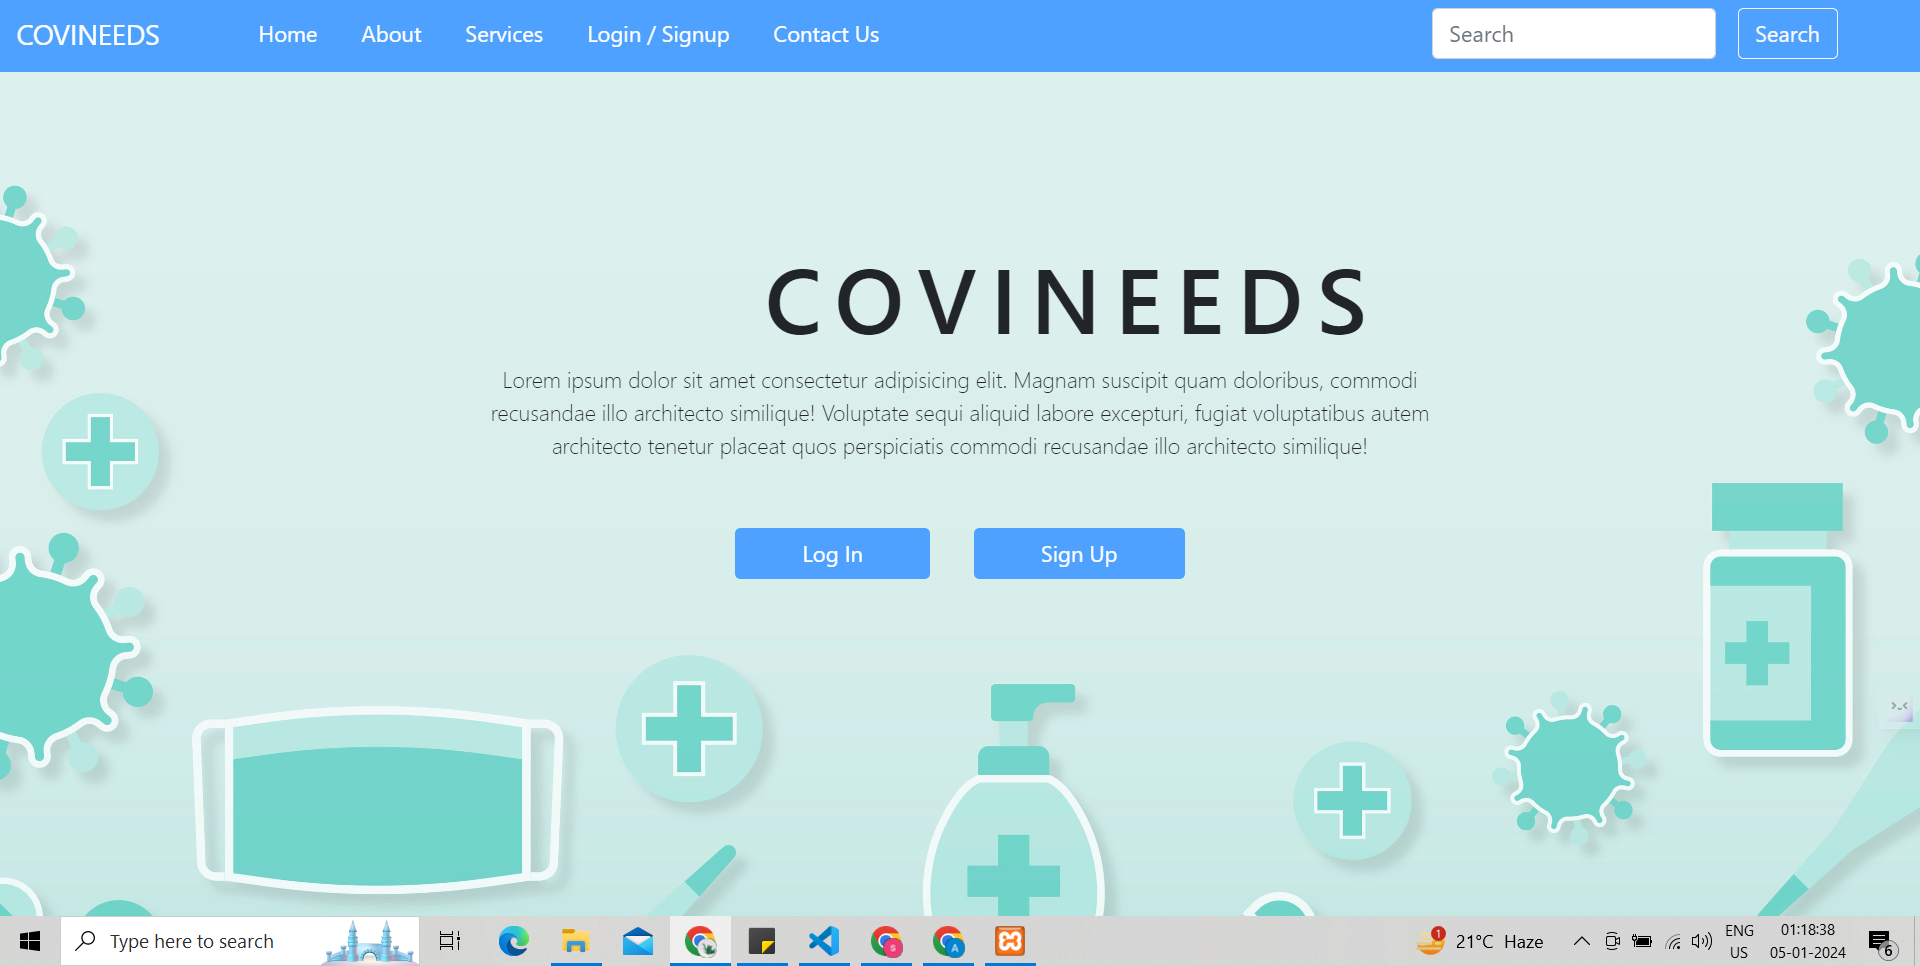 COVINEEDS Home About Services Login / Signup Contact Us Search Search
COVINEEDS
Lorem ipsum dolor sit amet consectetur adipisicing elit. Magnam suscipit quam doloribus, commodi
recusandae illo architecto similique! Voluptate sequi aliquid labore excepturi, fugiat voluptatibus autem
architecto tenetur placeat quos perspiciatis commodi recusandae illo architecto similique!
Log In Sign Up
Type here to search
1
21°C Haze
ENG
US
01:18:38
05-01-2024
6
S
A